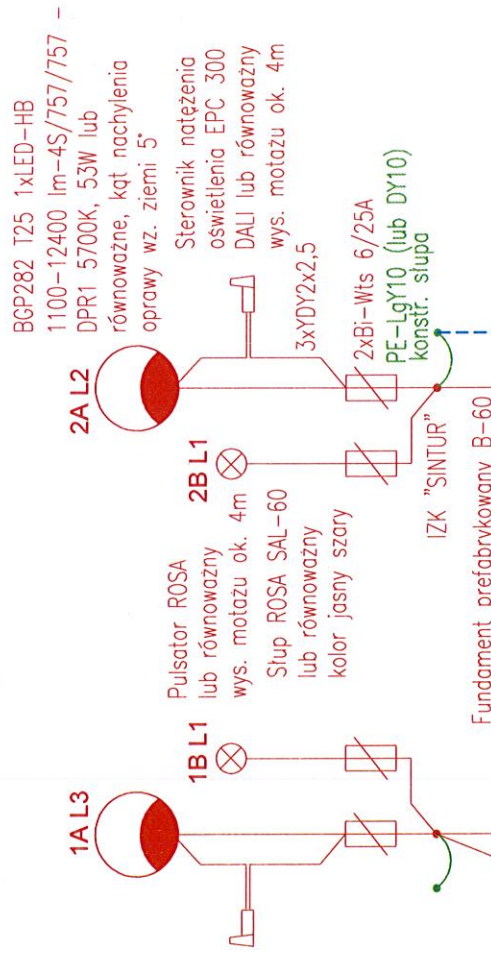 BGP282 T25 1xLED-HB
1100-12400 lm-4S/757/757 -
DPR1 5700K, 53W lub
równoważne, kąt nachylenia
oprawy wz. ziemi 5°
2A L2
Sterownik natężenia
oświetlenia EPC 300
DALI lub równoważny
wys. motażu ok. 4m
3xYDY2x2,5
2xBi-Wts 6/25A
PE-LgY10 (lub DY10)
konstr. słupa
2B L1
IZK "SINTUR"
Pulsator ROSA
lub równoważny
wys. motażu ok. 4m
Słup ROSA SAL-60
lub równoważny
kolor jasny szary
Fundament prefabrykowany B-60
1A L3
1B L1